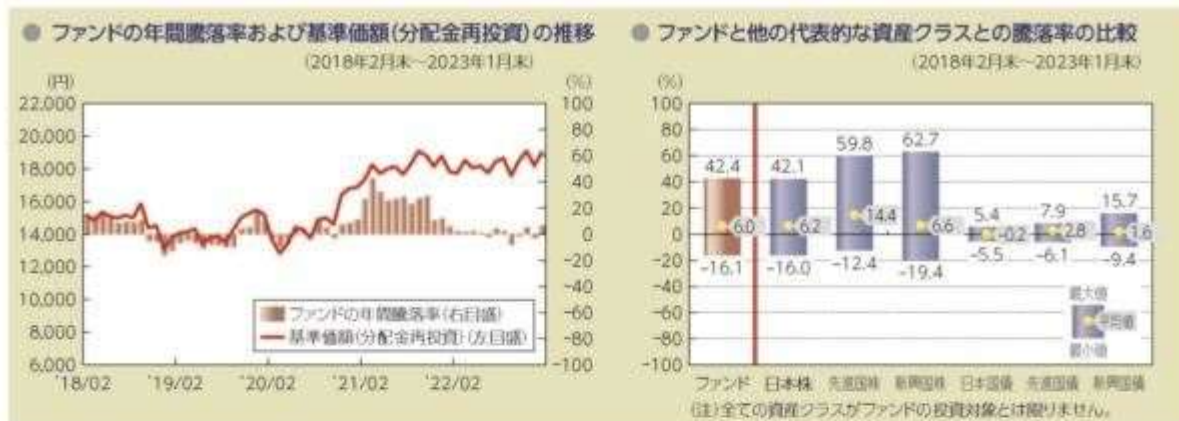 ● ファンドの年間騰落率および基準価額(分配金再投資)の推移
(2018年2月末～2023年1月末)
(円)
(%)
22,000
20,000
18,000
16,000
14,000
12,000
10,000
8,000
6,000
100
80
60
40
20
0
-20
-40
-60
-80
-100
ファンドの年間騰落率(右目盛)
基準価額(分配金再投資)(左目盛)
'18/02 '19/02 '20/02 '21/02 '22/02
● ファンドと他の代表的な資産クラスとの騰落率の比較
(2018年2月末～2023年1月末)
(%)
100
80
60
40
20
0
-20
-40
-60
-80
-100
42.4 42.1 59.8 62.7 5.4 7.9 15.7
6.0 6.2 14.4 6.6 -0.2 2.8 1.6
-16.1 -16.0 -12.4 -19.4 -5.5 -6.1 -9.4
最大値
平均値
最小値
ファンド 日本株 先進国株 新興国株 日本国債 先進国債 新興国債
(注)全ての資産クラスがファンドの投資対象とは限りません。